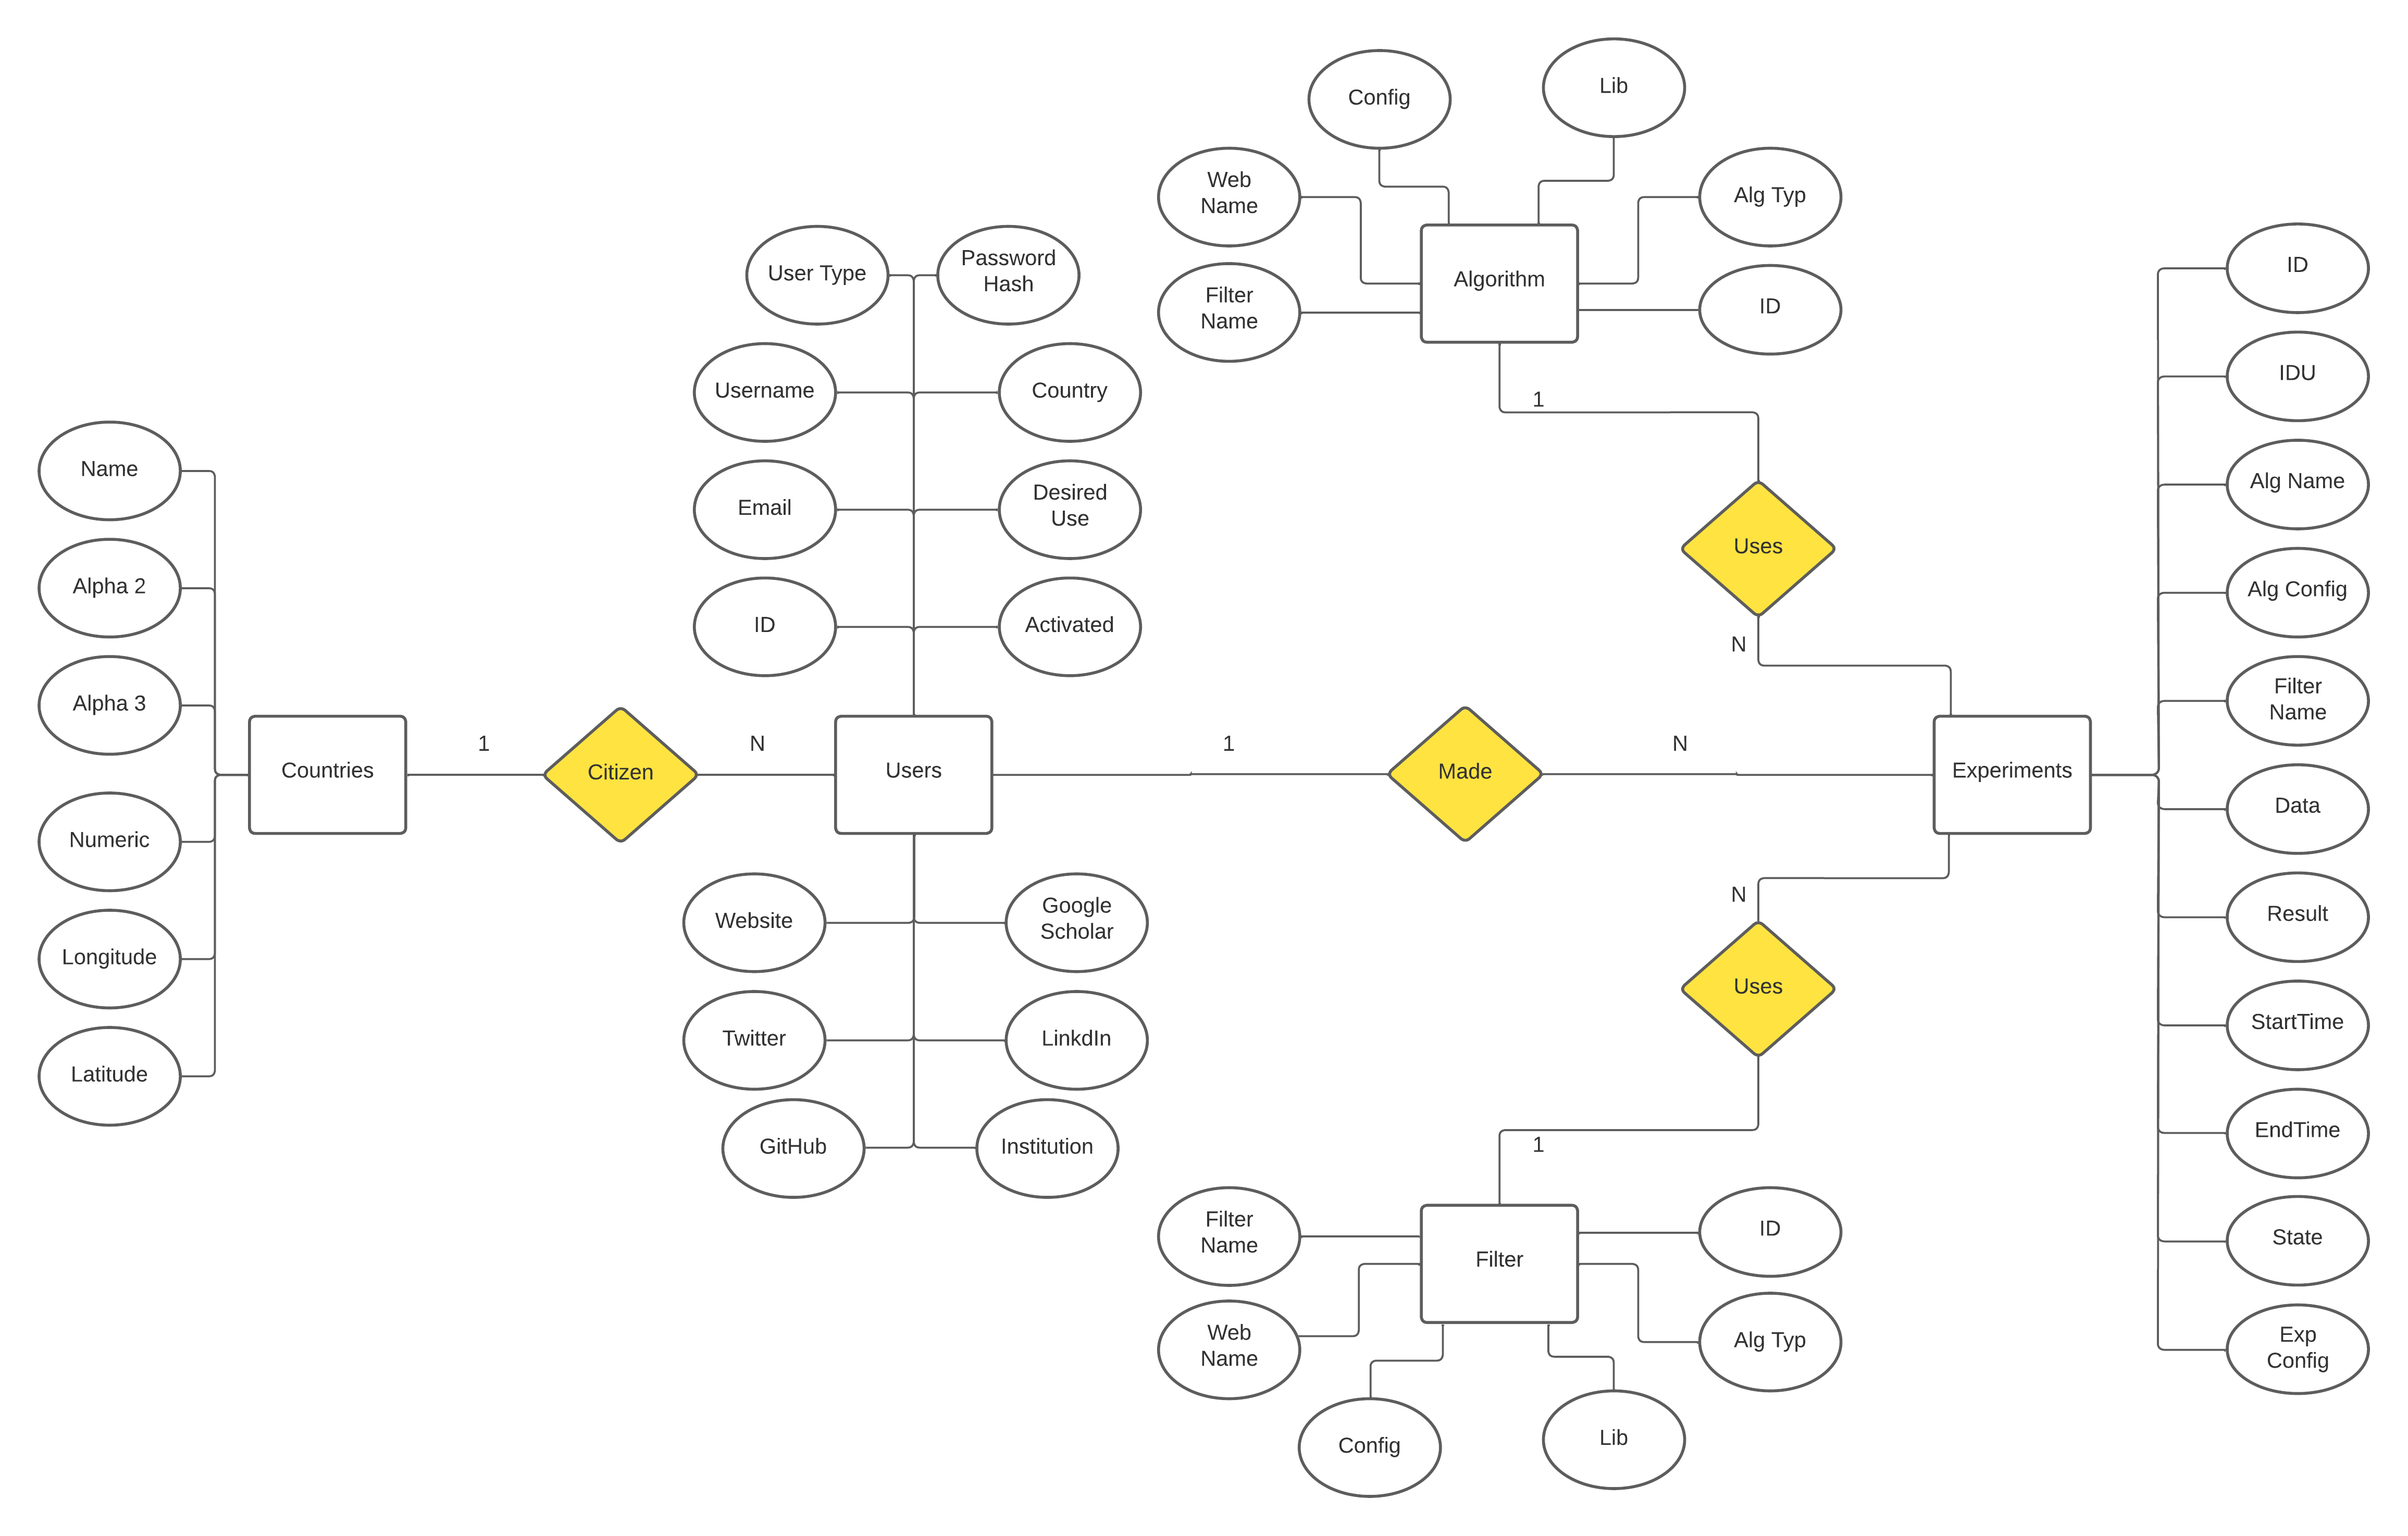 Config
Lib
Web
Name
Alg Typ
Filter
Name
Algorithm
ID
1
Uses
N
User Type
Password
Hash
Username
Country
Email
Desired
Use
ID
Activated
Name
Alpha 2
Alpha 3
Numeric
Longitude
Latitude
Countries
1
Citizen
N
Users
1
Made
N
Experiments
Website
Google
Scholar
Twitter
LinkdIn
GitHub
Institution
N
Uses
1
Filter
Name
Filter
ID
Web
Name
Alg Typ
Config
Lib
ID
IDU
Alg Name
Alg Config
Filter
Name
Data
Result
StartTime
EndTime
State
Exp
Config